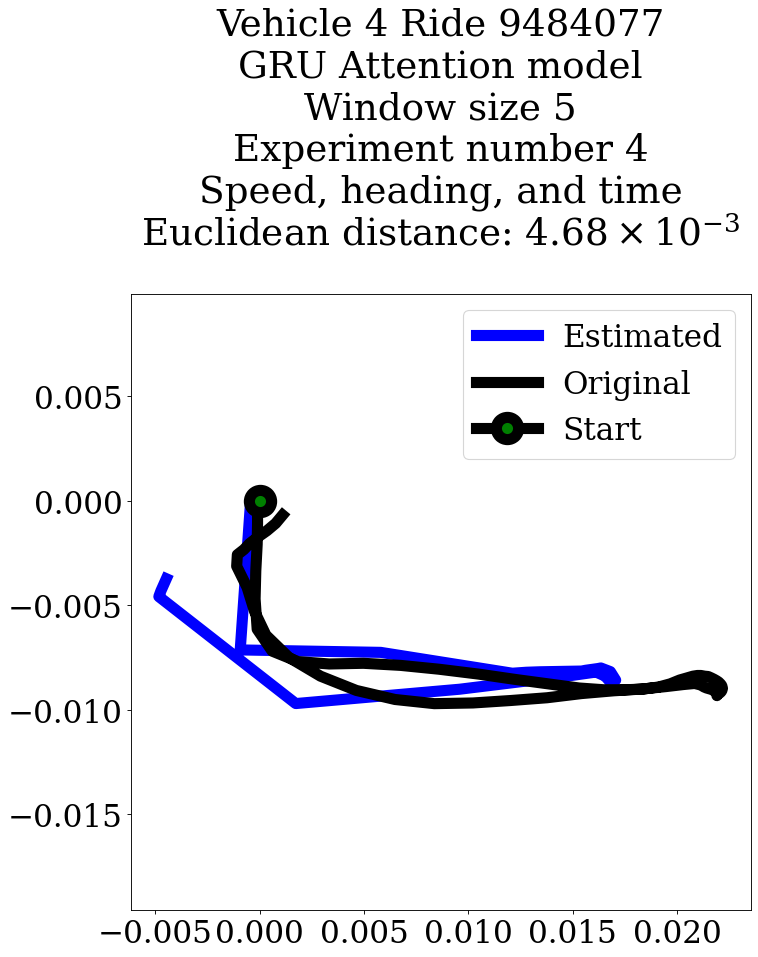 Vehicle 4 Ride 9484077
GRU Attention model
Window size 5
Experiment number 4
Speed, heading, and time
Euclidean distance: 4.68 × 10⁻³
Estimated
Original
Start
0.005
0.000
−0.005
−0.010
−0.015
−0.005 0.000 0.005 0.010 0.015 0.020